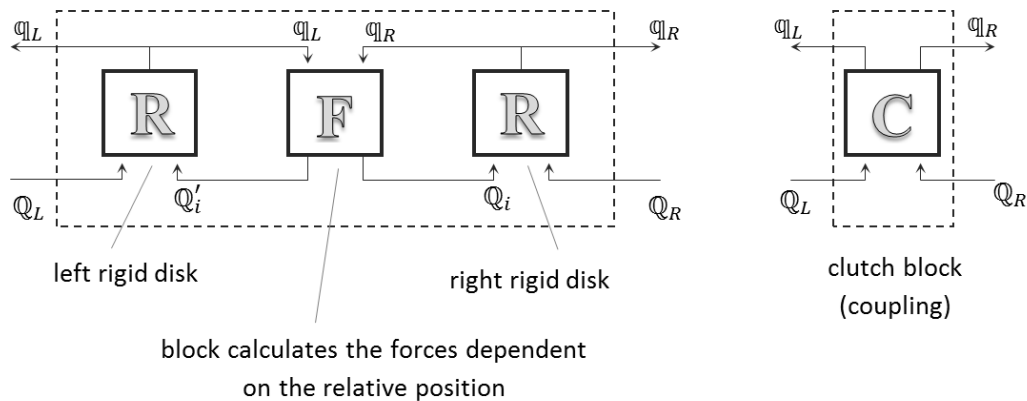 𝕢L 𝕢L 𝕢R 𝕢R 𝕢L 𝕢R
R F R C
ℚL ℚ′i ℚi ℚR ℚL ℚR
left rigid disk
right rigid disk
clutch block
(coupling)
block calculates the forces dependent
on the relative position